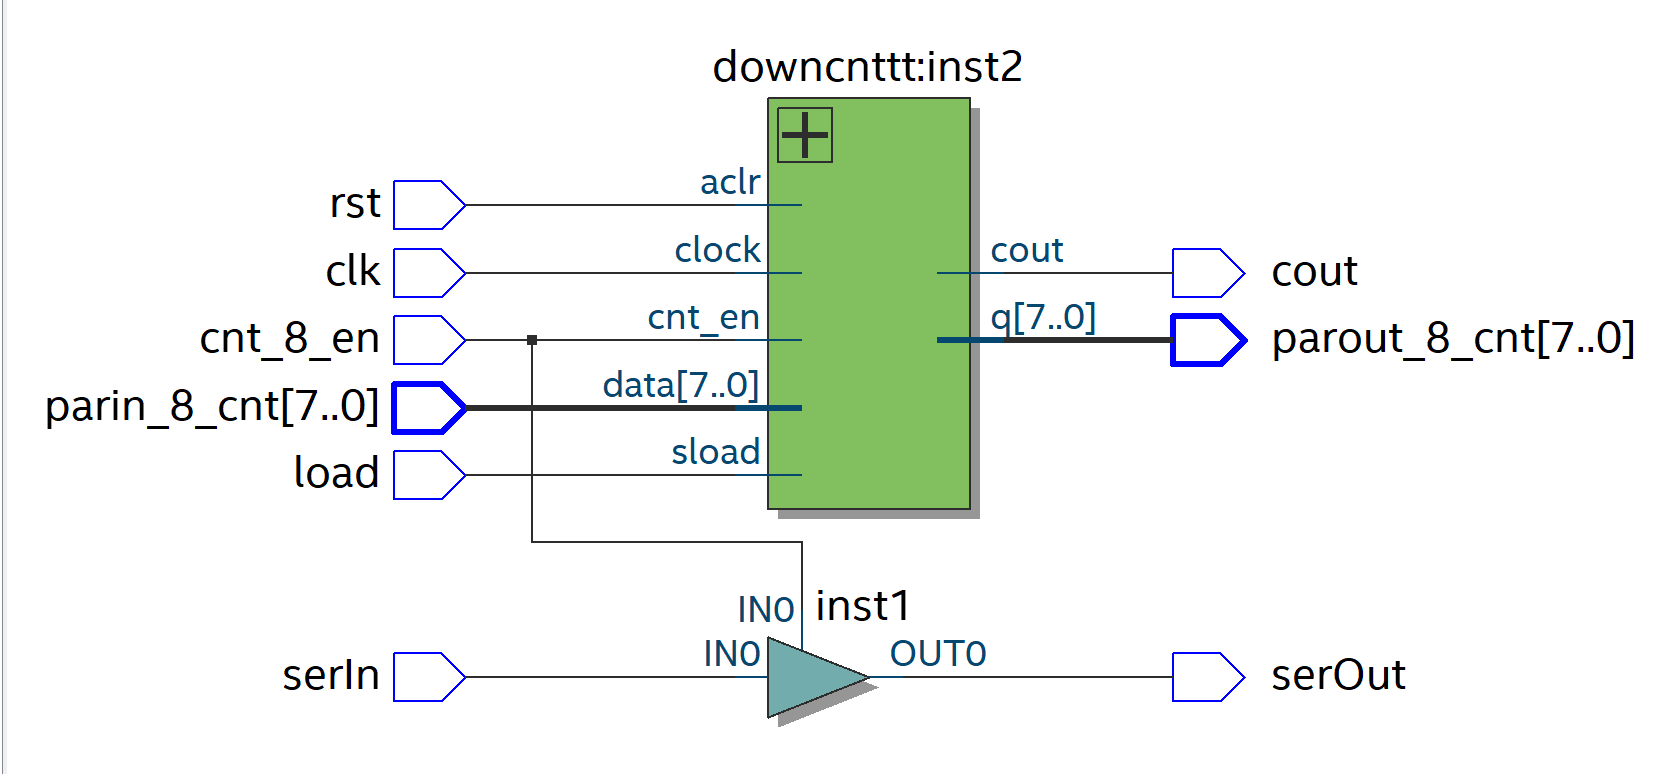 downcnttt:inst2
rst
aclr
clk
clock
cout
cout
cnt_8_en
cnt_en
q[7..0]
parout_8_cnt[7..0]
parin_8_cnt[7..0]
data[7..0]
load
sload
IN0
inst1
serIn
IN0
OUT0
serOut